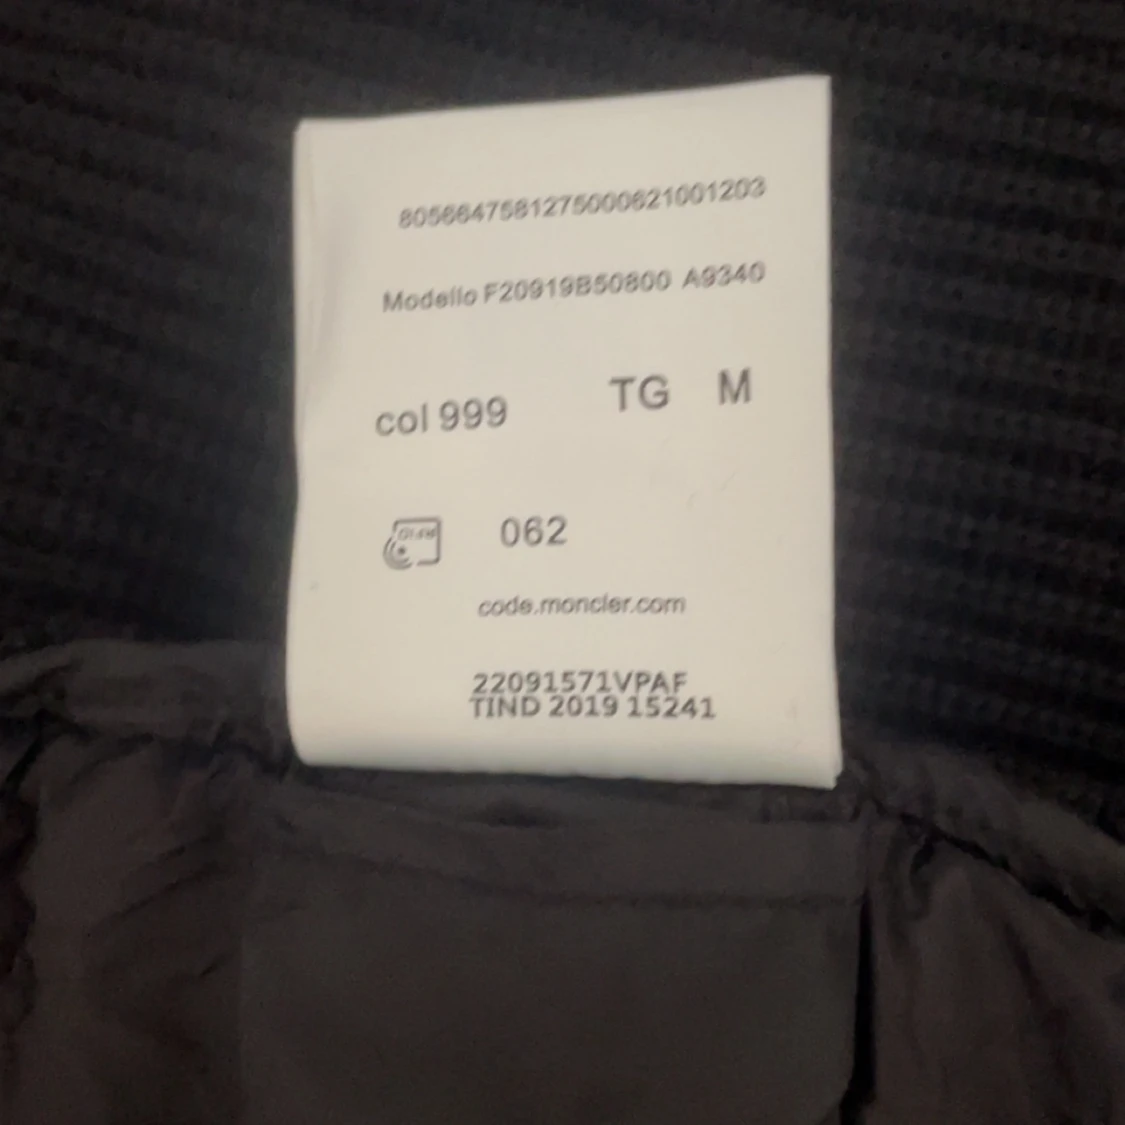 8056647581275000621001203
Modello F20919B50800 A9340
col 999 TG M
062
code.moncler.com
22091571VPAF
TIND 2019 15241